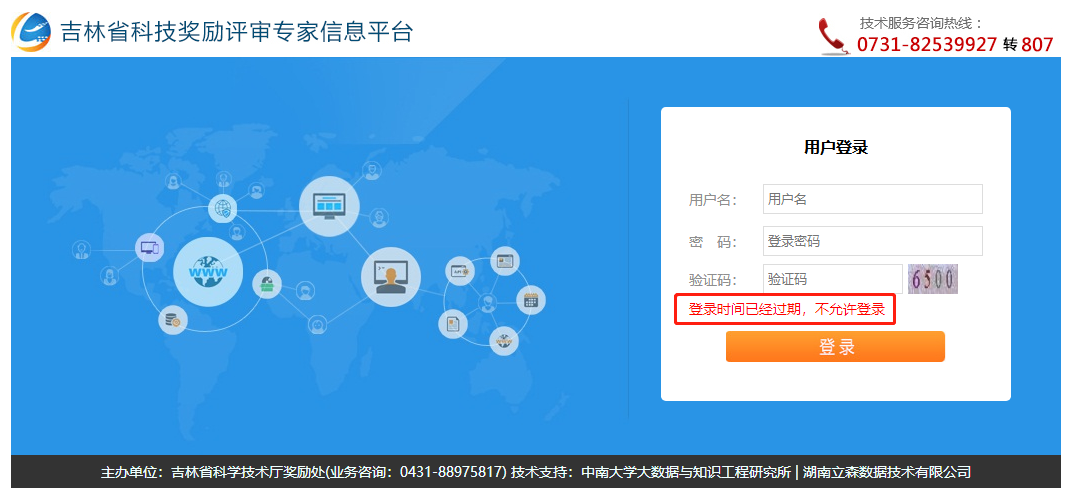 吉林省科技奖励评审专家信息平台
技术服务咨询热线：
0731-82539927 转 807
用户登录
用户名： 用户名
密 码： 登录密码
验证码： 验证码 6500
登录时间已经过期，不允许登录
登录
WWW
API
www
主办单位：吉林省科学技术厅奖励处(业务咨询：0431-88975817) 技术支持：中南大学大数据与知识工程研究所 | 湖南立森数据技术有限公司